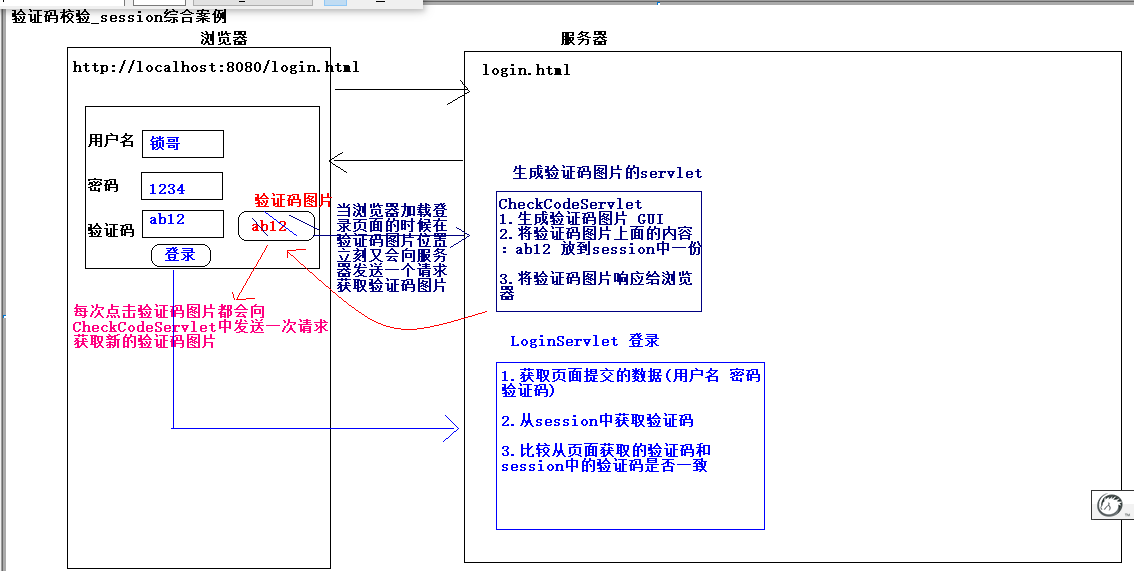 验证码校验_session综合案例
浏览器
服务器
http://localhost:8080/login.html
login.html
用户名
锁哥
密码
1234
验证码
ab12
验证码图片
ab12
登录
当浏览器加载登
录页面的时候在
验证码图片位置
立刻又会向服务
器发送一个请求
获取验证码图片
生成验证码图片的servlet
CheckCodeServlet
1.生成验证码图片 GUI
2.将验证码图片上面的内容
：ab12 放到session中一份
3.将验证码图片响应给浏览
器
每次点击验证码图片都会向
CheckCodeServlet中发送一次请求
获取新的验证码图片
LoginServlet 登录
1.获取页面提交的数据(用户名 密码
验证码)
2.从session中获取验证码
3.比较从页面获取的验证码和
session中的验证码是否一致